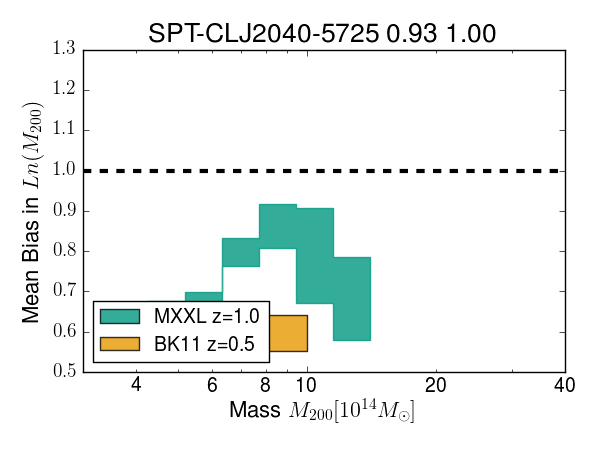 SPT-CLJ2040-5725 0.93 1.00
1.3
1.2
1.1
1.0
0.9
0.8
0.7
0.6
0.5
Mean Bias in Ln(M200)
MXXL z=1.0
BK11 z=0.5
4 6 8 10 20 40
Mass M200[10^14 M⊙]